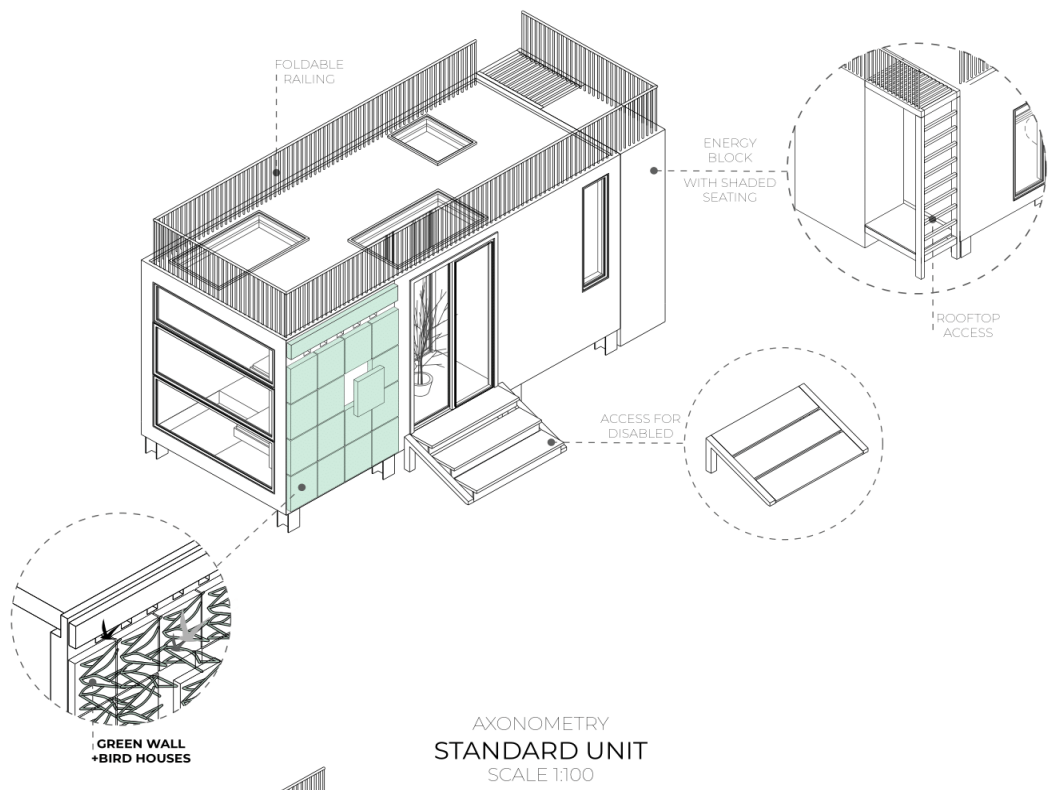 FOLDABLE
RAILING
ENERGY
BLOCK
WITH SHADED
SEATING
ROOFTOP
ACCESS
ACCESS FOR
DISABLED
GREEN WALL
+BIRD HOUSES
AXONOMETRY
STANDARD UNIT
SCALE 1:100